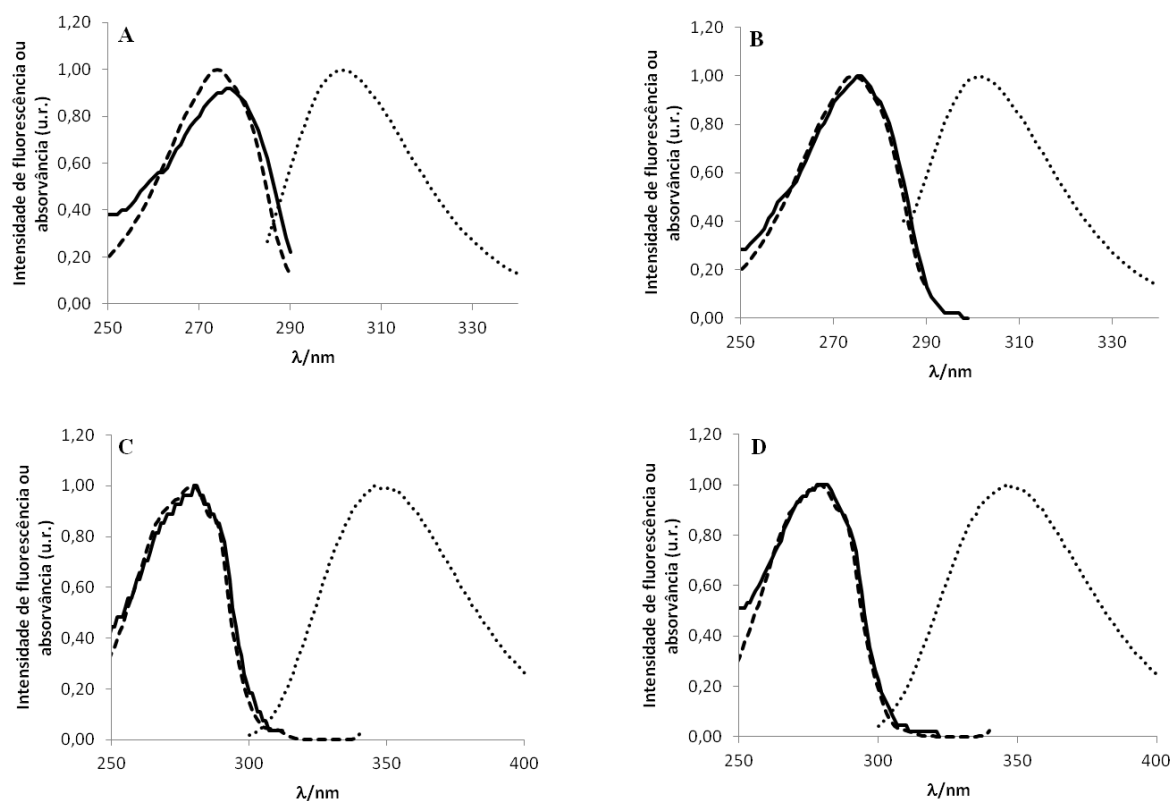 A
1,20
1,00
0,80
0,60
0,40
0,20
0,00
250
270
290
310
330
λ/nm
Intensidade de fluorescência ou
absorvância (u.r.)
B
1,20
1,00
0,80
0,60
0,40
0,20
0,00
250
270
290
310
330
λ/nm
Intensidade de fluorescência ou
absorvância (u.r.)
C
1,20
1,00
0,80
0,60
0,40
0,20
0,00
250
300
350
400
λ/nm
Intensidade de fluorescência ou
absorvância (u.r.)
D
1,20
1,00
0,80
0,60
0,40
0,20
0,00
250
300
350
400
λ/nm
Intensidade de fluorescência ou
absorvância (u.r.)